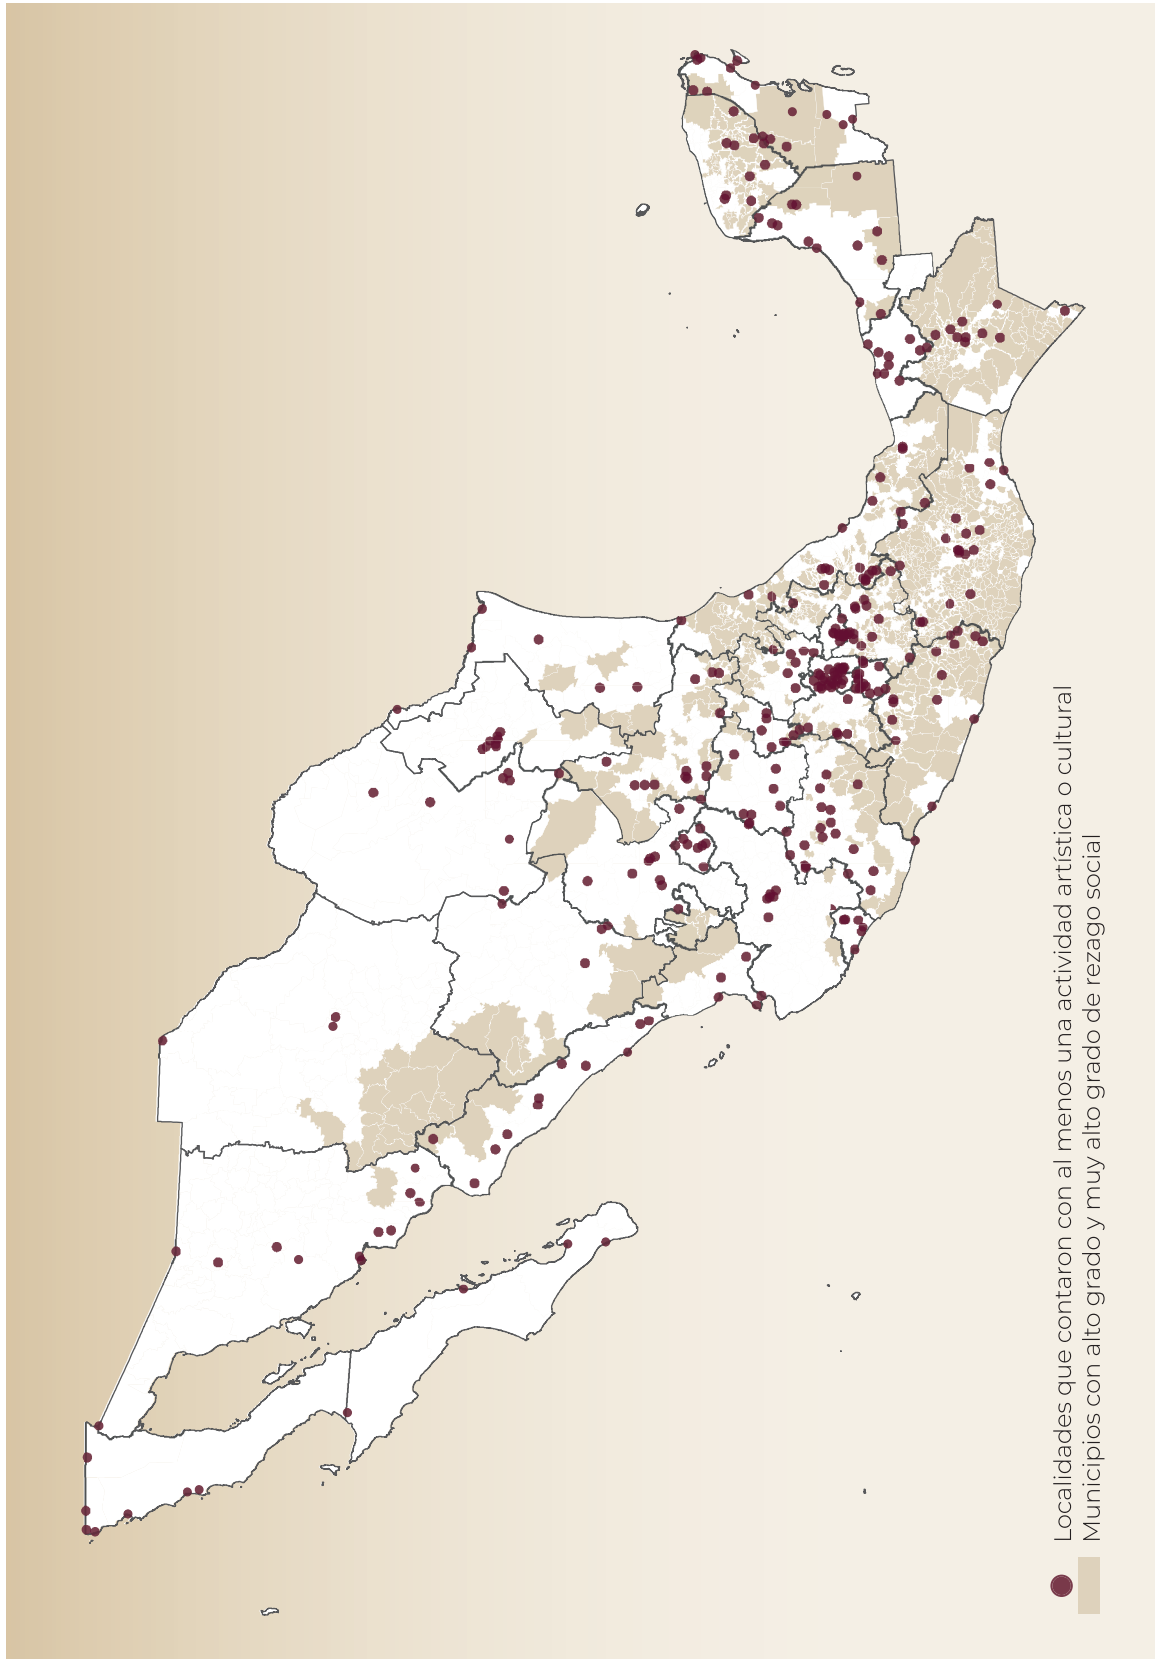 Localidades que contaron con al menos una actividad artística o cultural
Municipios con alto grado y muy alto grado de rezago social